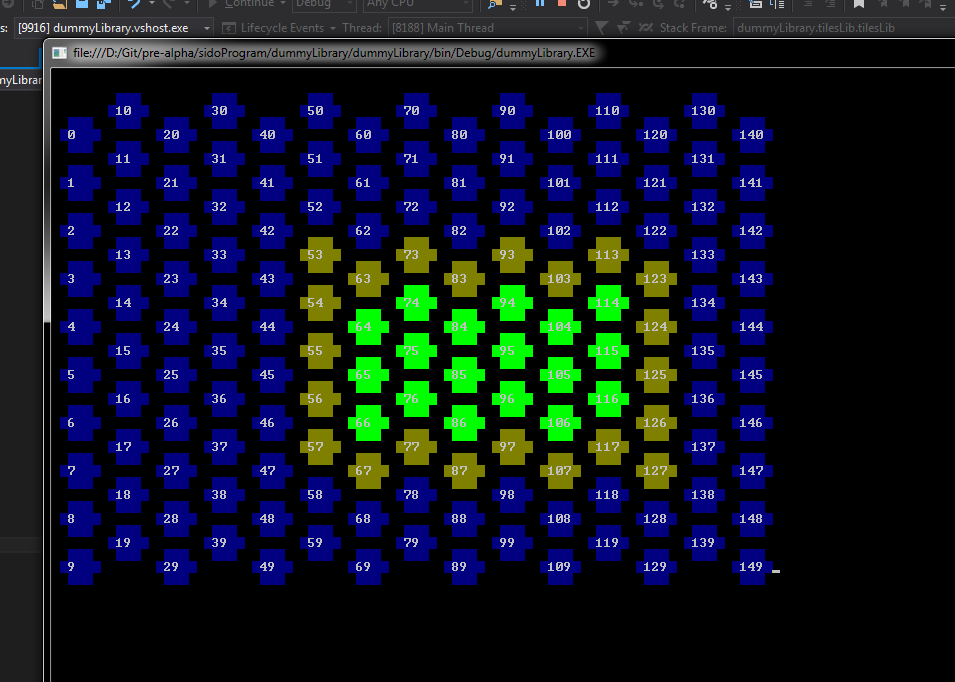 Continue Debug Any CPU
s: [9916] dummyLibrary.vshost.exe Lifecycle Events Thread: [8188] Main Thread Stack Frame: dummyLibrary.tilesLib.tilesLib
file:///D:/Git/pre-alpha/sidoProgram/dummyLibrary/dummyLibrary/bin/Debug/dummyLibrary.EXE
myLibrar
10 30 50 70 90 110 130
0 20 40 60 80 100 120 140
11 31 51 71 91 111 131
1 21 41 61 81 101 121 141
12 32 52 72 92 112 132
2 22 42 62 82 102 122 142
13 33 53 73 93 113 133
3 23 43 63 83 103 123 143
14 34 54 74 94 114 134
4 24 44 64 84 104 124 144
15 35 55 75 95 115 135
5 25 45 65 85 105 125 145
16 36 56 76 96 116 136
6 26 46 66 86 106 126 146
17 37 57 77 97 117 137
7 27 47 67 87 107 127 147
18 38 58 78 98 118 138
8 28 48 68 88 108 128 148
19 39 59 79 99 119 139
9 29 49 69 89 109 129 149